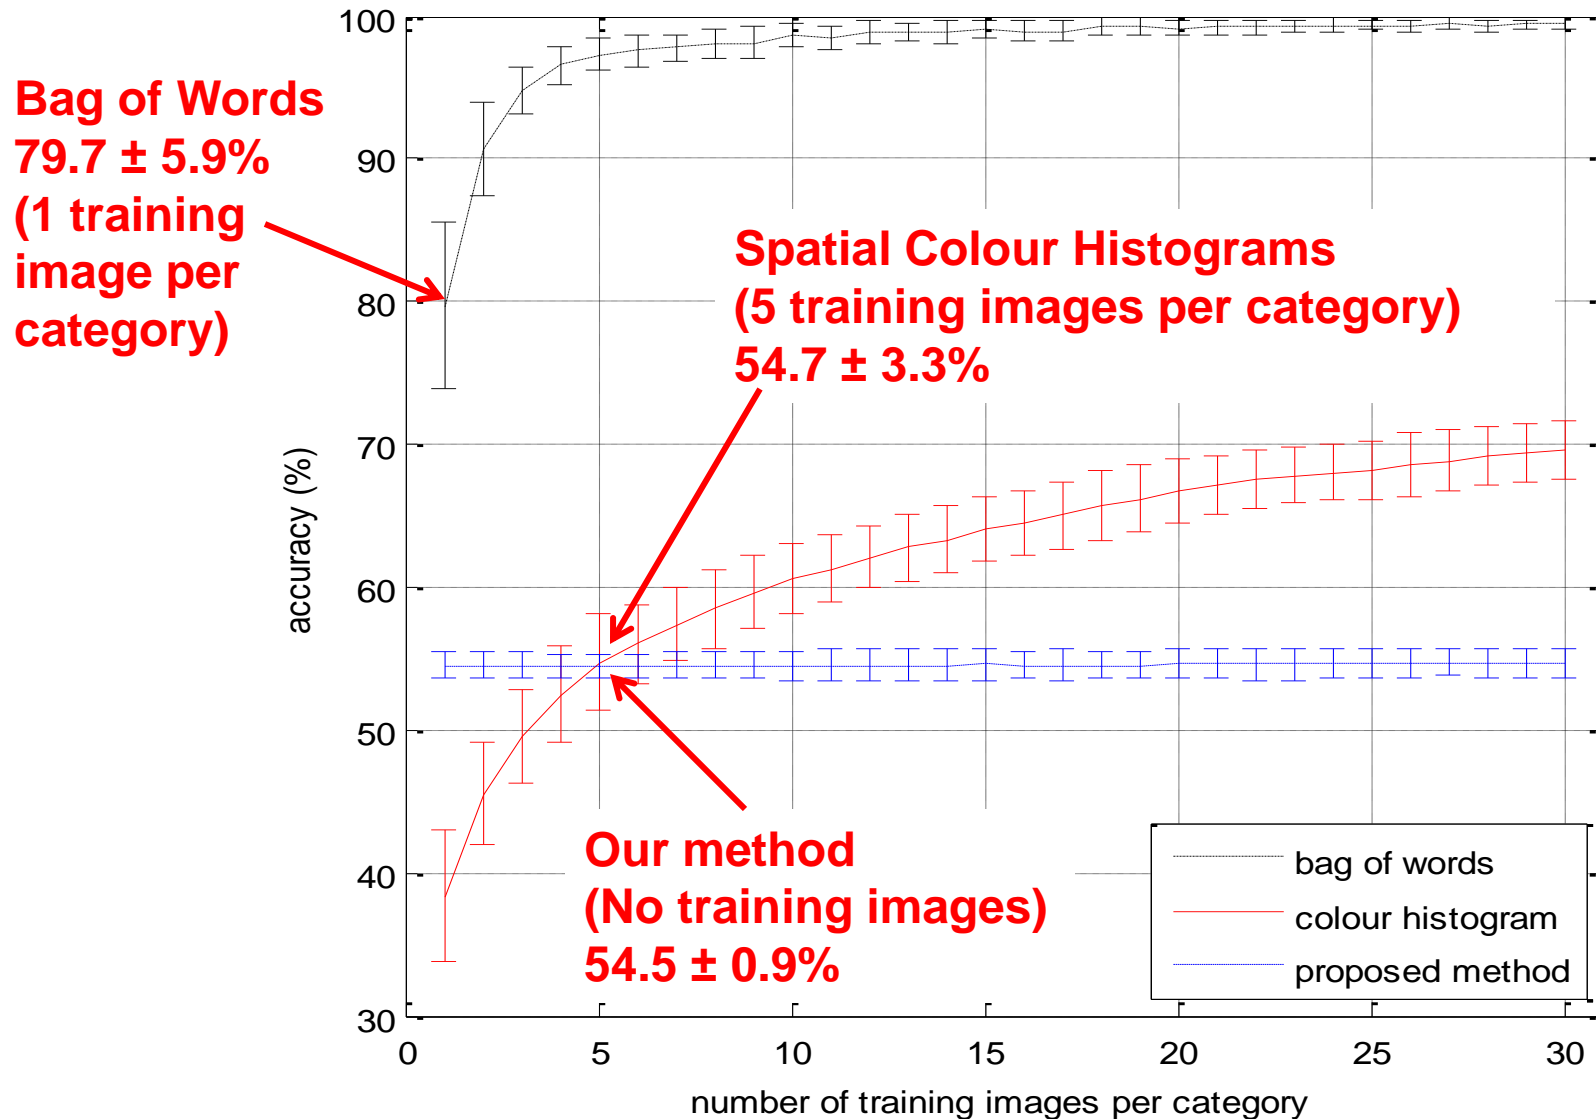 Bag of Words
79.7 ± 5.9%
(1 training
image per
category)
Spatial Colour Histograms
(5 training images per category)
54.7 ± 3.3%
Our method
(No training images)
54.5 ± 0.9%
accuracy (%)
100
90
80
70
60
50
40
30
0 5 10 15 20 25 30
number of training images per category
bag of words
colour histogram
proposed method